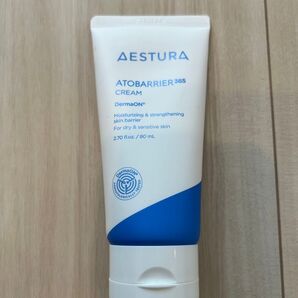 AESTURA
ATOBARRIER³⁶⁵
CREAM
DermaON®
Moisturizing & strengthening
skin barrier
For dry & sensitive skin
2.70 fl.oz. / 80 mL